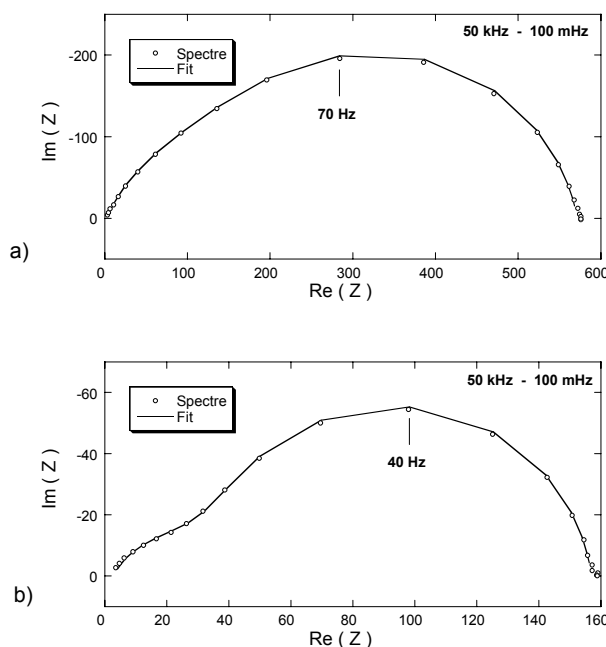 50 kHz - 100 mHz
Spectre
Fit
70 Hz
-200
-100
0
Im ( Z )
0 100 200 300 400 500 600
Re ( Z )
a)
50 kHz - 100 mHz
Spectre
Fit
40 Hz
-60
-40
-20
0
Im ( Z )
0 20 40 60 80 100 120 140 160
Re ( Z )
b)